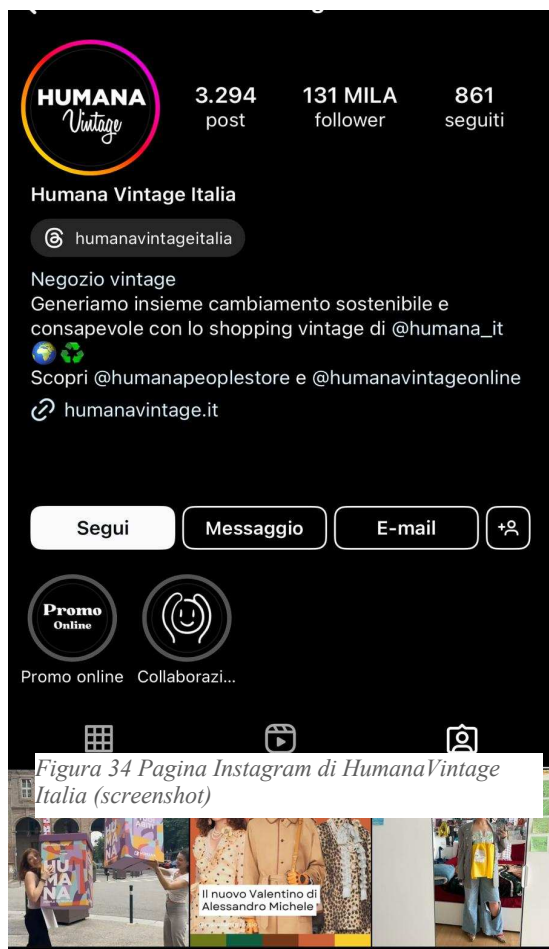 HUMANA
Vintage
3.294
131 MILA
861
post
follower
seguiti
Humana Vintage Italia
humanavintageitalia
Negozio vintage
Generiamo insieme cambiamento sostenibile e
consapevole con lo shopping vintage di @humana_it
🌍♻️
Scopri @humanapeoplestore e @humanavintageonline
humanavintage.it
Segui
Messaggio
E-mail
Promo
Online
Promo online
Collaborazi...
Figura 34 Pagina Instagram di HumanaVintage
Italia (screenshot)
HU
MA
NA
Il nuovo Valentino di
Alessandro Michele